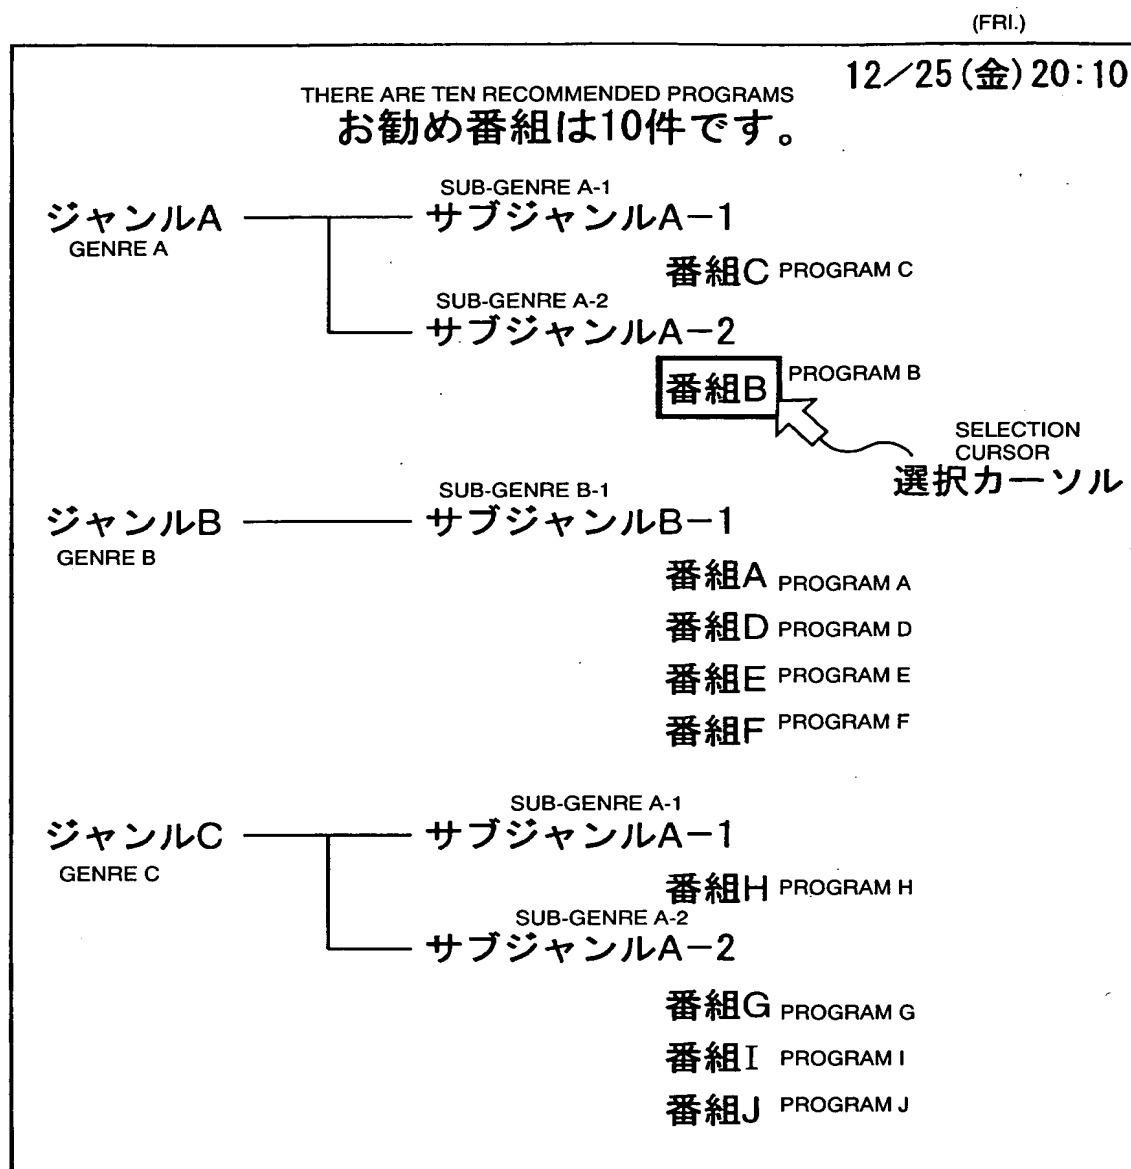 (FRI.)
12／25(金)20:10
THERE ARE TEN RECOMMENDED PROGRAMS
お勧め番組は10件です。
SUB-GENRE A-1
ジャンルA サブジャンルA－1
GENRE A
番組C PROGRAM C
SUB-GENRE A-2
サブジャンルA－2
番組B PROGRAM B
SELECTION
CURSOR
選択カーソル
SUB-GENRE B-1
ジャンルB サブジャンルB－1
GENRE B
番組A PROGRAM A
番組D PROGRAM D
番組E PROGRAM E
番組F PROGRAM F
SUB-GENRE A-1
ジャンルC サブジャンルA－1
GENRE C
番組H PROGRAM H
SUB-GENRE A-2
サブジャンルA－2
番組G PROGRAM G
番組I PROGRAM I
番組J PROGRAM J